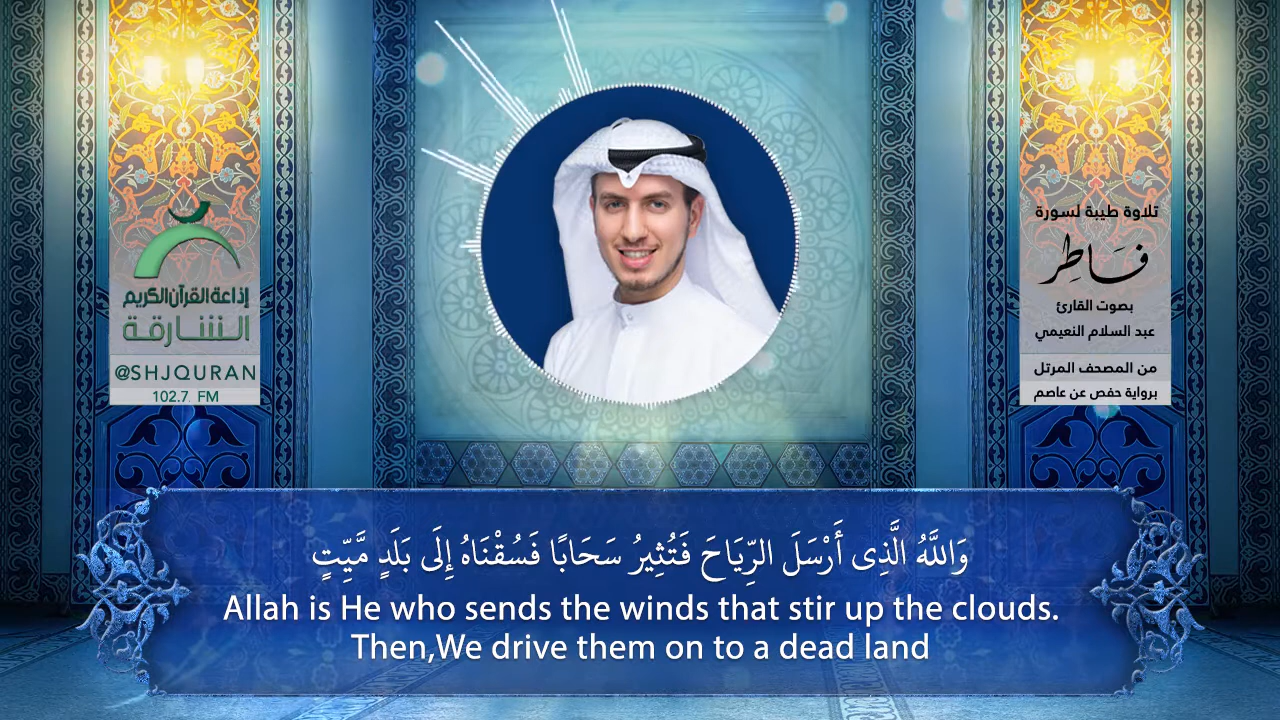 إذاعة القرآن الكريم
الشارقة
@SHJQURAN
102.7 FM
تلاوة طيبة لسورة
فَاطِر
بصوت القارئ
عبد السلام النعيمي
من المصحف المرتل
برواية حفص عن عاصم
وَاللَّهُ الَّذِى أَرْسَلَ الرِّيَاحَ فَتُثِيرُ سَحَابًا فَسُقْنَاهُ إِلَى بَلَدٍ مَّيِّتٍ
Allah is He who sends the winds that stir up the clouds.
Then,We drive them on to a dead land